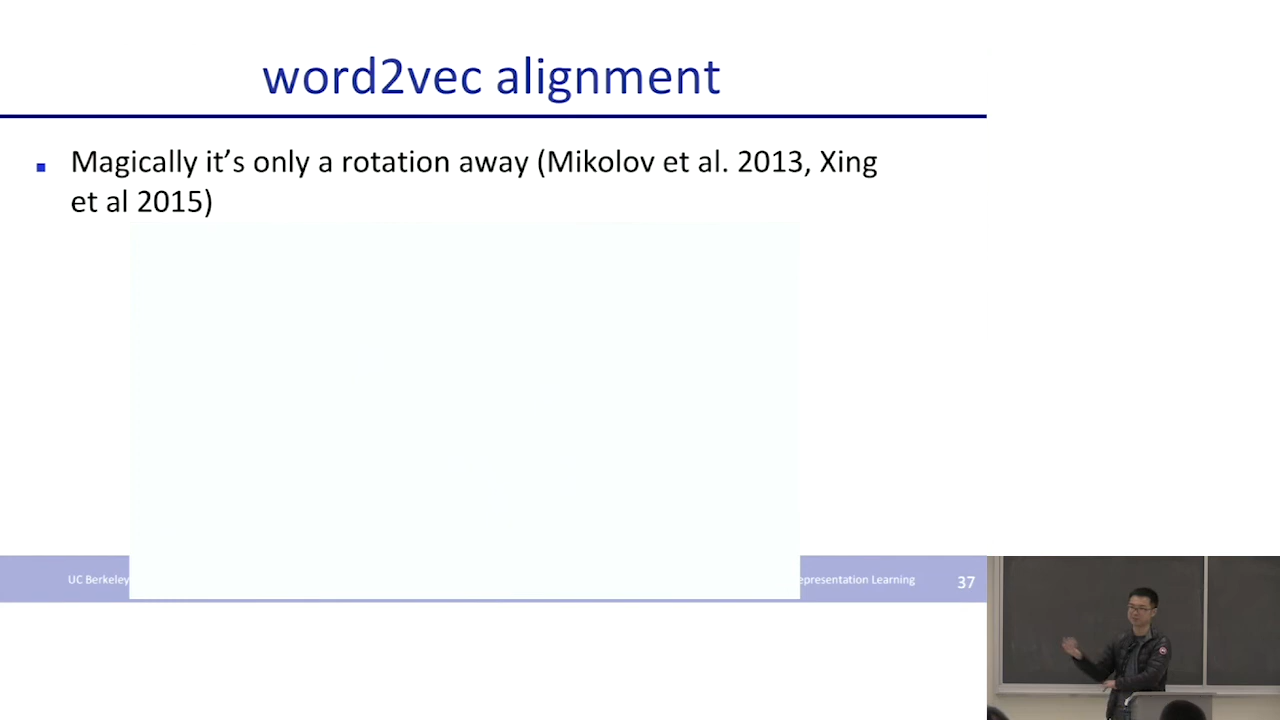 word2vec alignment
Magically it's only a rotation away (Mikolov et al. 2013, Xing
et al 2015)
UC Berkeley
epresentation Learning
37